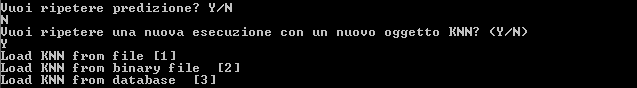 Vuoi ripetere predizione? Y/N
N
Vuoi ripetere una nuova esecuzione con un nuovo oggetto KNN? (Y/N)
Y
Load KNN from file [1]
Load KNN from binary file  [2]
Load KNN from database  [3]